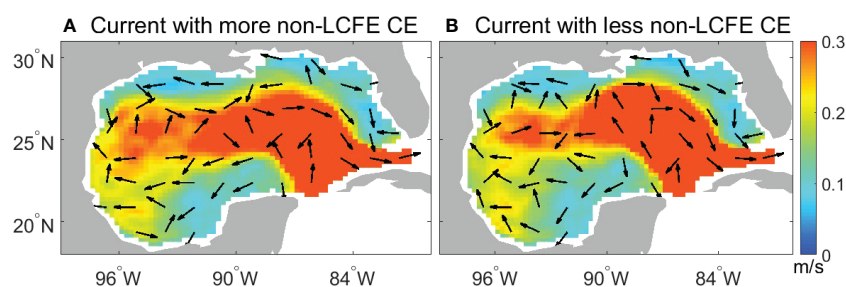 A Current with more non-LCFE CE
B Current with less non-LCFE CE
30°N
25°N
20°N
96°W
90°W
84°W
96°W
90°W
84°W
0.3
0.2
0.1
0
m/s